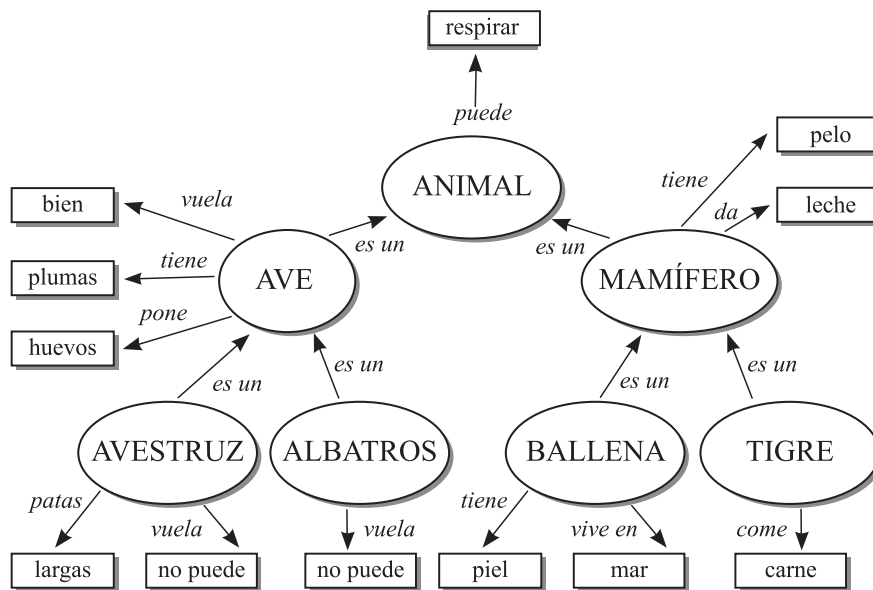 respirar
puede
pelo
ANIMAL
tiene
bien
vuela
da
leche
es un
es un
plumas
tiene
AVE
MAMÍFERO
pone
huevos
es un
es un
es un
es un
AVESTRUZ
ALBATROS
BALLENA
TIGRE
patas
vuela
vuela
tiene
vive en
come
largas
no puede
no puede
piel
mar
carne